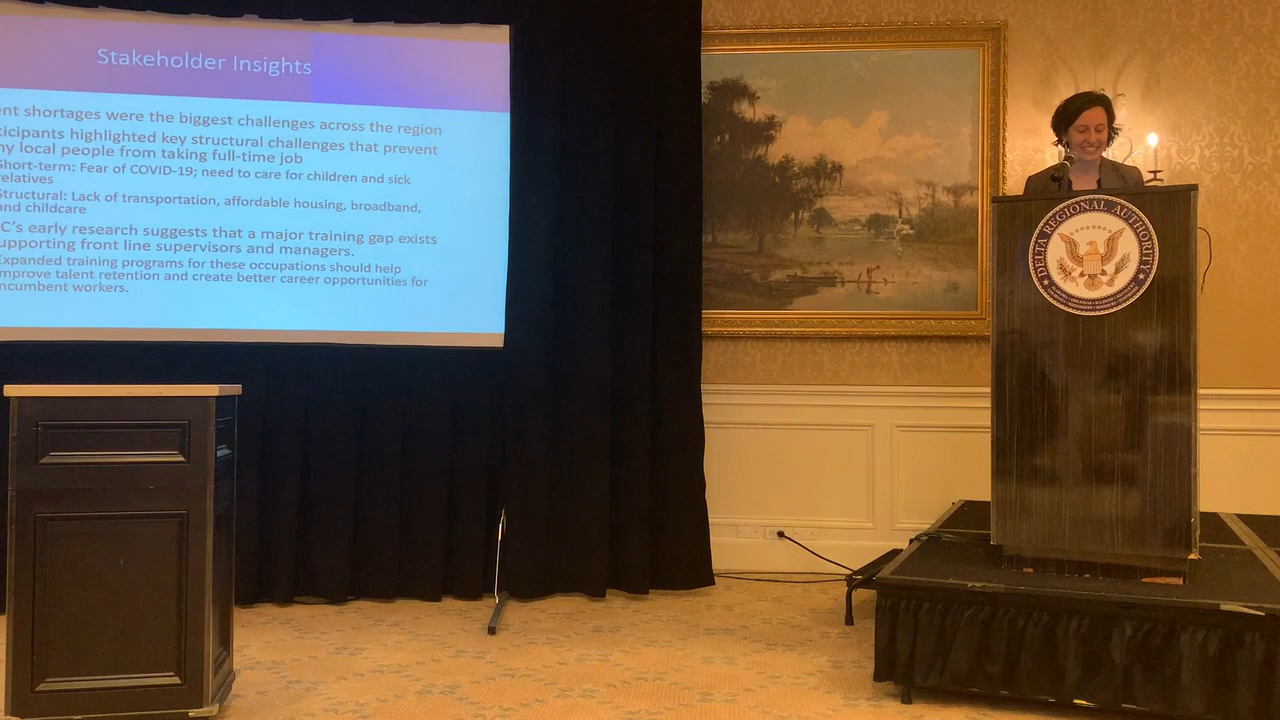 Stakeholder Insights
ent shortages were the biggest challenges across the region
ticipants highlighted key structural challenges that prevent
ny local people from taking full-time job
Short-term: Fear of COVID-19; need to care for children and sick
relatives
Structural: Lack of transportation, affordable housing, broadband,
and childcare
C's early research suggests that a major training gap exists
upporting front line supervisors and managers.
Expanded training programs for these occupations should help
improve talent retention and create better career opportunities for
incumbent workers.
DELTA REGIONAL AUTHORITY